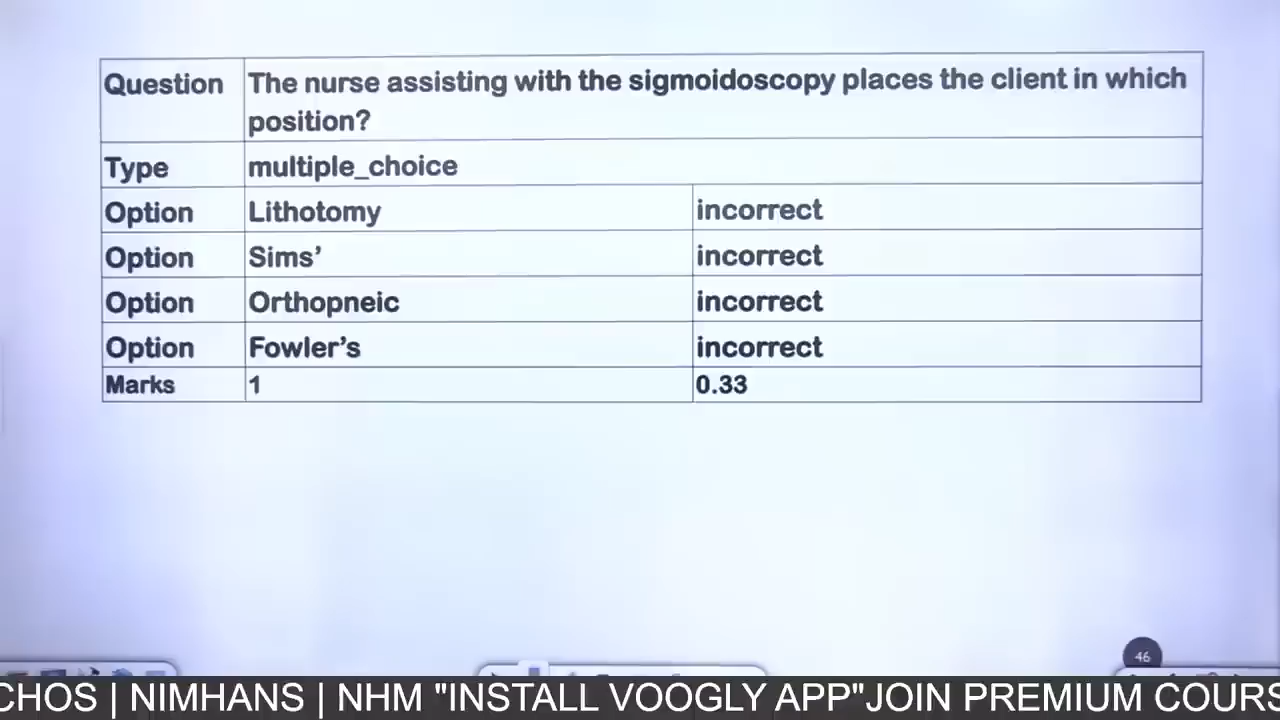 Question The nurse assisting with the sigmoidoscopy places the client in which
position?
Type multiple_choice
Option Lithotomy incorrect
Option Sims’ incorrect
Option Orthopneic incorrect
Option Fowler’s incorrect
Marks 1 0.33
46
CHOS | NIMHANS | NHM "INSTALL VOOGLY APP"JOIN PREMIUM COURS